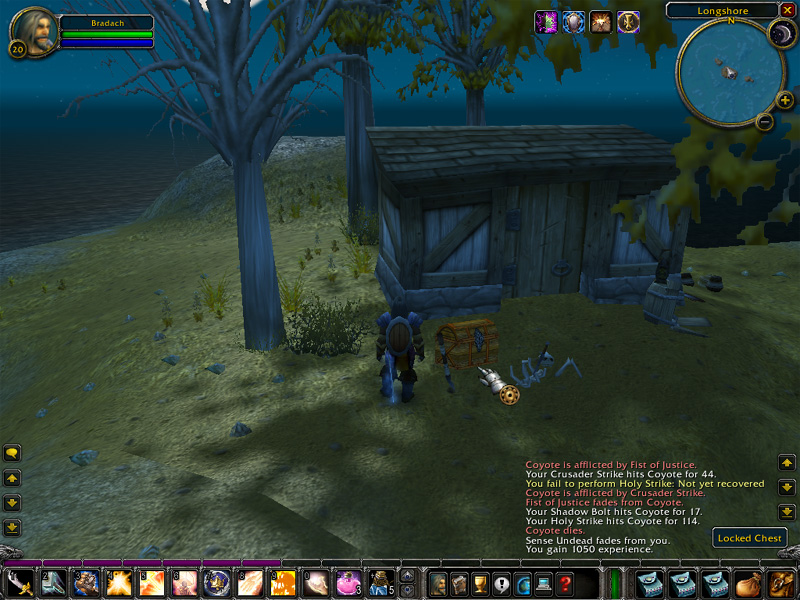 Bradach
20
Longshore
N
Coyote is afflicted by Fist of Justice.
Your Crusader Strike hits Coyote for 44.
You fail to perform Holy Strike: Not yet recovered
Coyote is afflicted by Crusader Strike.
Fist of Justice fades from Coyote.
Your Shadow Bolt hits Coyote for 17.
Your Holy Strike hits Coyote for 114.
Coyote dies.
Sense Undead fades from you.
You gain 1050 experience.
Locked Chest
3
5